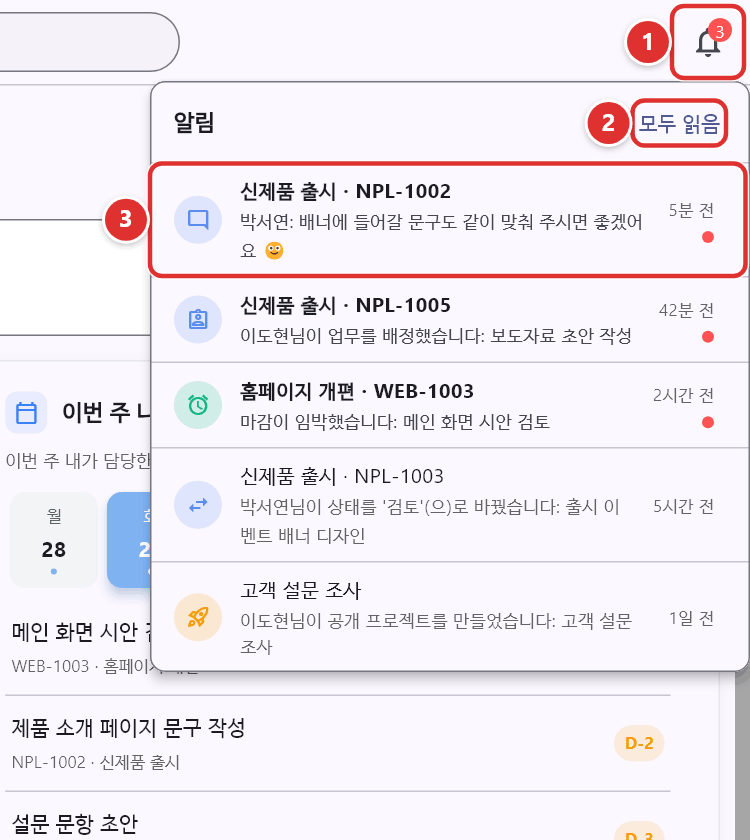 1
3
알림
2
모두 읽음
3
신제품 출시 · NPL-1002
박서연: 배너에 들어갈 문구도 같이 맞춰 주시면 좋겠어
요 🙂
5분 전
신제품 출시 · NPL-1005
이도현님이 업무를 배정했습니다: 보도자료 초안 작성
42분 전
홈페이지 개편 · WEB-1003
마감이 임박했습니다: 메인 화면 시안 검토
2시간 전
신제품 출시 · NPL-1003
박서연님이 상태를 '검토'(으)로 바꿨습니다: 출시 이
벤트 배너 디자인
5시간 전
고객 설문 조사
이도현님이 공개 프로젝트를 만들었습니다: 고객 설문
조사
1일 전
이번 주
이번 주 내가 담당한
월
28
메인 화면 시안
WEB-1003 · 홈페이지
제품 소개 페이지 문구 작성
NPL-1002 · 신제품 출시
D-2
설문 문항 초안
D-3